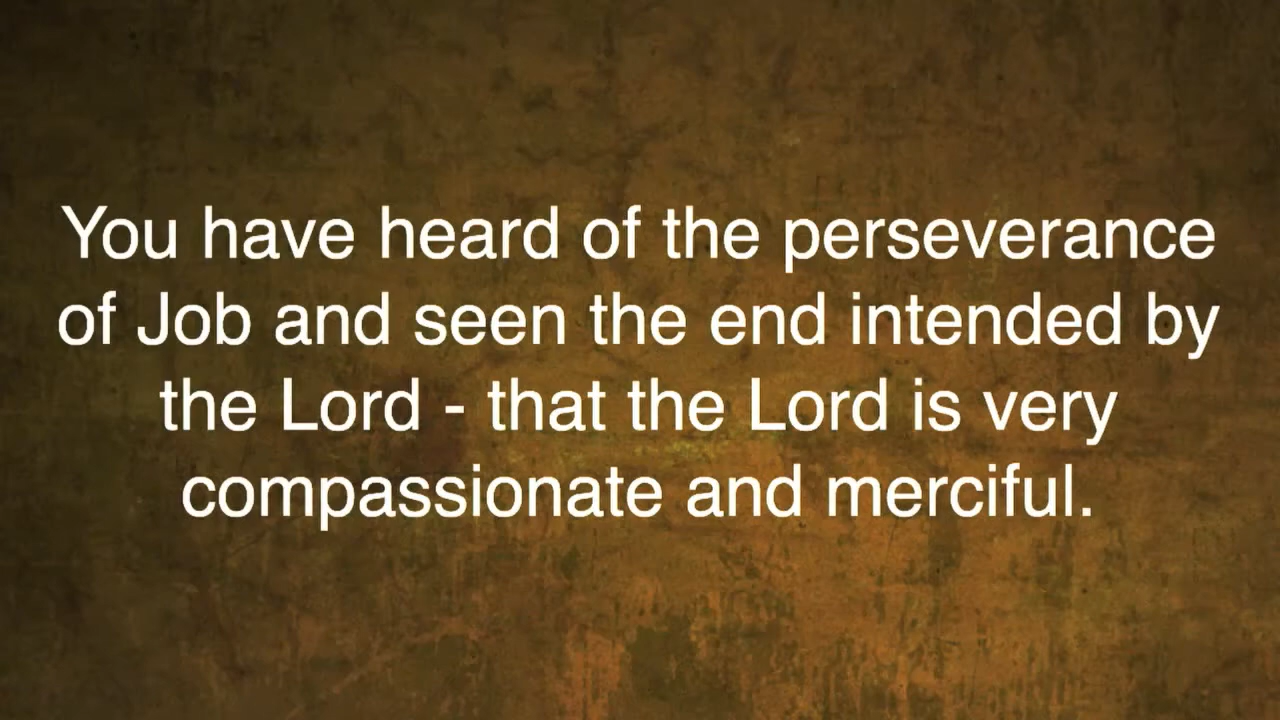 You have heard of the perseverance
of Job and seen the end intended by
the Lord - that the Lord is very
compassionate and merciful.